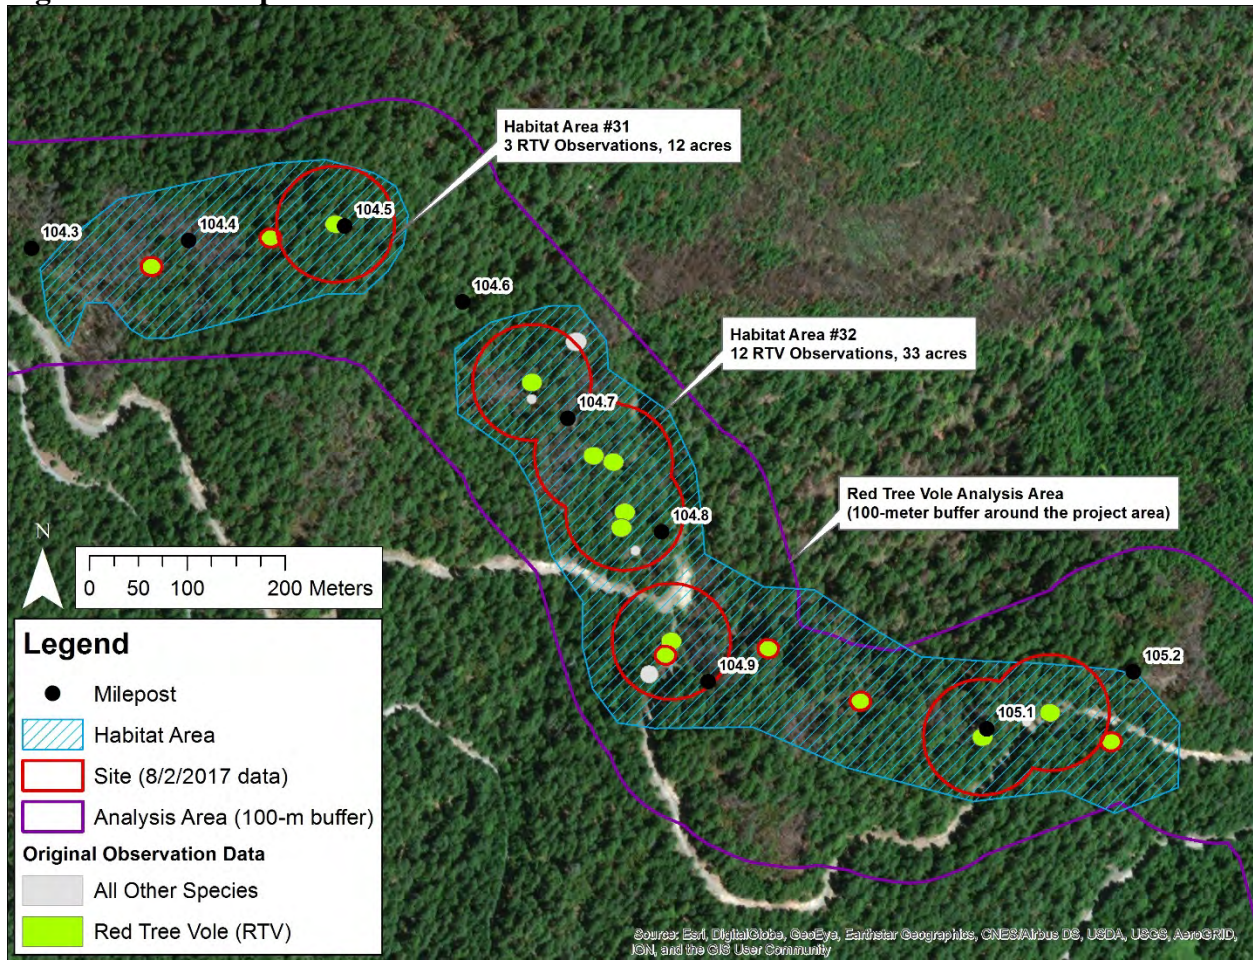 Habitat Area #31
3 RTV Observations, 12 acres
104.3
104.4
104.5
104.6
Habitat Area #32
12 RTV Observations, 33 acres
104.7
104.8
Red Tree Vole Analysis Area
(100-meter buffer around the project area)
104.9
105.1
105.2
N
0 50 100 200 Meters
Legend
Milepost
Habitat Area
Site (8/2/2017 data)
Analysis Area (100-m buffer)
Original Observation Data
All Other Species
Red Tree Vole (RTV)
Source: Esri, DigitalGlobe, GeoEye, Earthstar Geographics, CNES/Airbus DS, USDA, USGS, AeroGRID,
IGN, and the GIS User Community